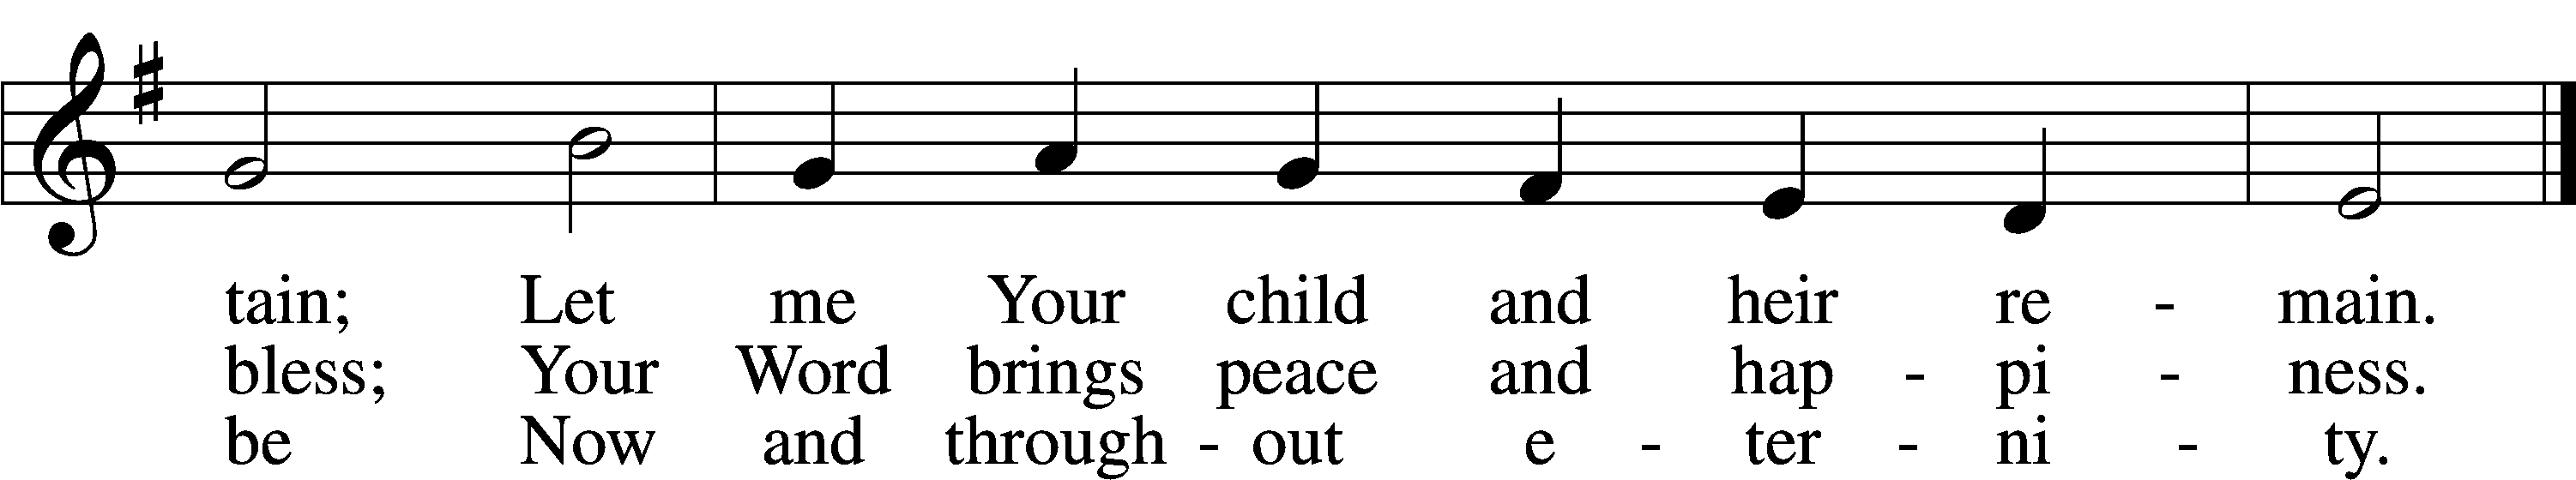 tain; Let me Your child and heir re - main.
bless; Your Word brings peace and hap - pi - ness.
be Now and through - out e - ter - ni - ty.